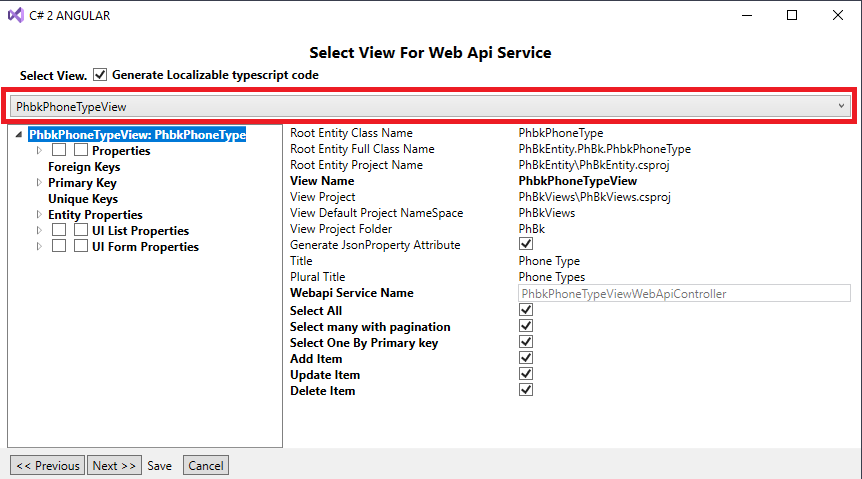 C# 2 ANGULAR
Select View For Web Api Service
Select View. Generate Localizable typescript code
PhbkPhoneTypeView
PhbkPhoneTypeView: PhbkPhoneType
Properties
Foreign Keys
Primary Key
Unique Keys
Entity Properties
UI List Properties
UI Form Properties
Root Entity Class Name PhbkPhoneType
Root Entity Full Class Name PhBkEntity.PhBk.PhbkPhoneType
Root Entity Project Name PhBkEntity\PhBkEntity.csproj
View Name PhbkPhoneTypeView
View Project PhBkViews\PhBkViews.csproj
View Default Project NameSpace PhBkViews
View Project Folder PhBk
Generate JsonProperty Attribute
Title Phone Type
Plural Title Phone Types
Webapi Service Name PhbkPhoneTypeViewWebApiController
Select All
Select many with pagination
Select One By Primary key
Add Item
Update Item
Delete Item
<< Previous Next >> Save Cancel